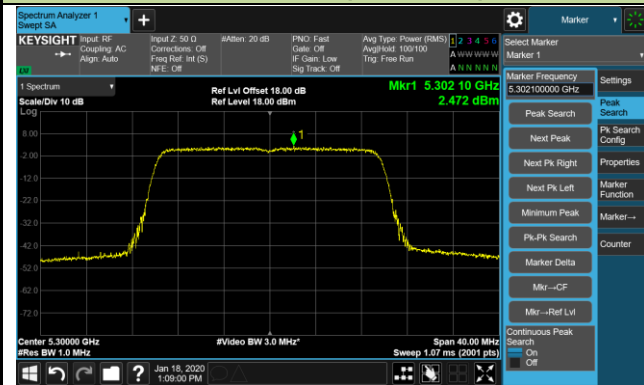 Spectrum Analyzer 1
Swept SA
+
Marker
KEYSIGHT
Input: RF
Coupling: AC
Align: Auto
Input Z: 50 Ω
Corrections: Off
Freq Ref: Int (S)
NFE: Off
#Atten: 20 dB
PNO: Fast
Gate: Off
IF Gain: Low
Sig Track: Off
Avg Type: Power (RMS)
Avg|Hold: 100/100
Trig: Free Run
1 2 3 4 5 6
A W W W W W
A N N N N N
Select Marker
Marker 1
1 Spectrum
Scale/Div 10 dB
Log
Ref Lvl Offset 18.00 dB
Ref Level 18.00 dBm
Mkr1 5.302 10 GHz
2.472 dBm
1
8.00
-2.00
-12.0
-22.0
-32.0
-42.0
-52.0
-62.0
-72.0
Center 5.30000 GHz
#Res BW 1.0 MHz
#Video BW 3.0 MHz*
Span 40.00 MHz
Sweep 1.07 ms (2001 pts)
Marker Frequency
5.302100000 GHz
Peak Search
Next Peak
Next Pk Right
Next Pk Left
Minimum Peak
Pk-Pk Search
Marker Delta
Mkr→CF
Mkr→Ref Lvl
Continuous Peak
Search
On
Off
Settings
Peak
Search
Pk Search
Config
Properties
Marker
Function
Marker→
Counter
?
Jan 18, 2020
1:09:00 PM